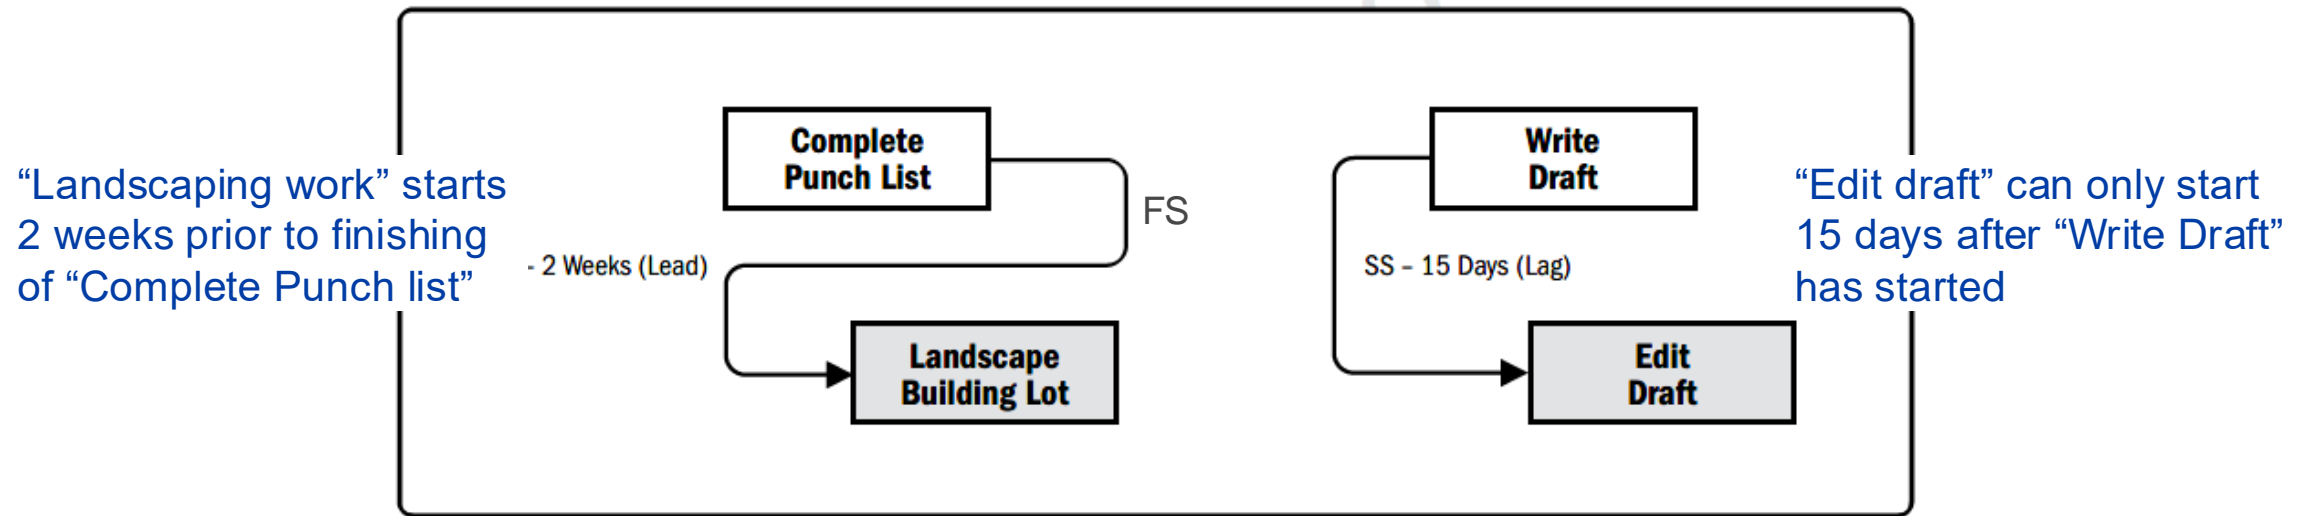 “Landscaping work” starts
2 weeks prior to finishing
of “Complete Punch list”
Complete
Punch List
FS
- 2 Weeks (Lead)
Landscape
Building Lot
Write
Draft
SS – 15 Days (Lag)
Edit
Draft
“Edit draft” can only start
15 days after “Write Draft”
has started